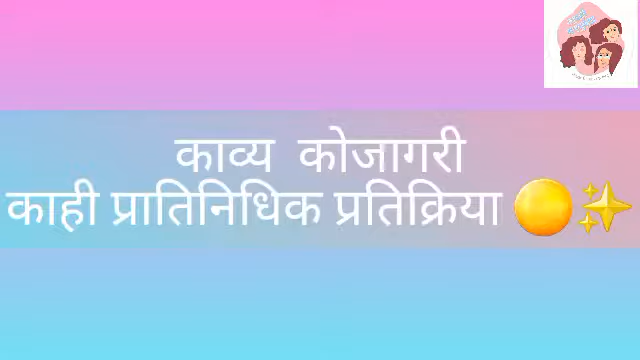 काव्य कोजागरी
काही प्रातिनिधिक प्रतिक्रिया 🌕✨